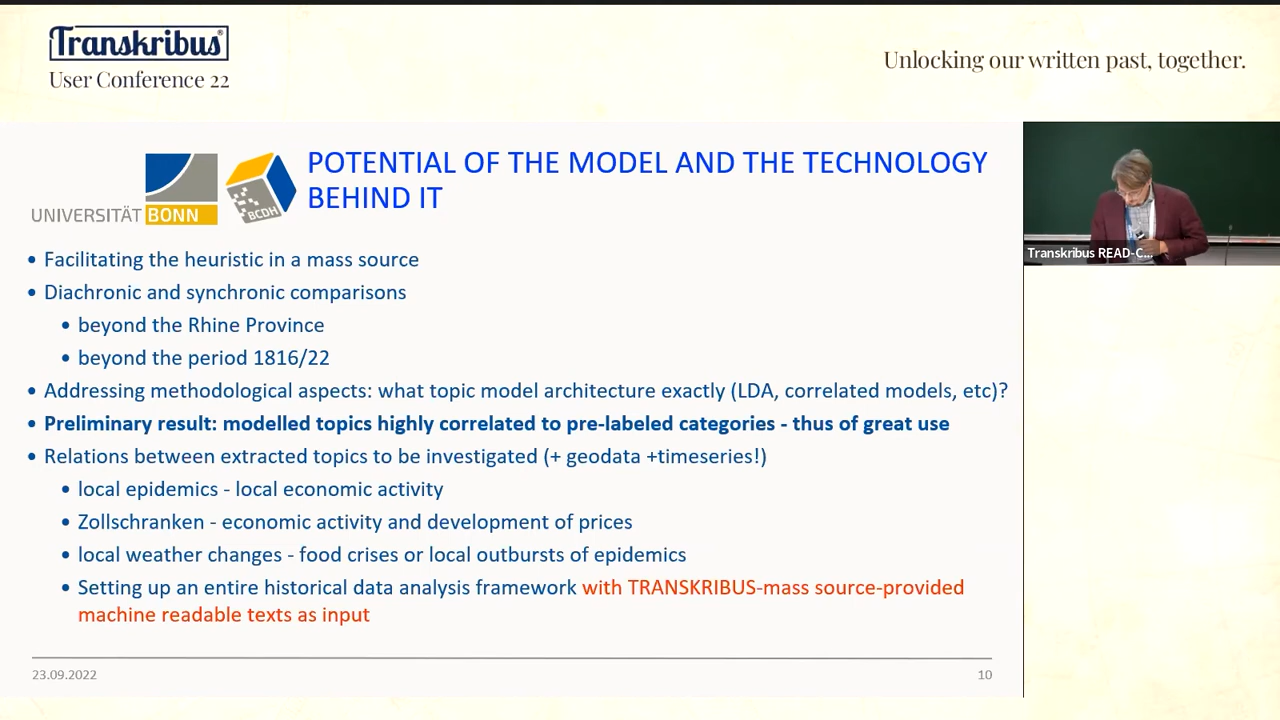 Transkribus®
User Conference 22
Unlocking our written past, together.
UNIVERSITÄT BONN
BCDH
POTENTIAL OF THE MODEL AND THE TECHNOLOGY
BEHIND IT
• Facilitating the heuristic in a mass source
• Diachronic and synchronic comparisons
• beyond the Rhine Province
• beyond the period 1816/22
• Addressing methodological aspects: what topic model architecture exactly (LDA, correlated models, etc)?
• Preliminary result: modelled topics highly correlated to pre-labeled categories - thus of great use
• Relations between extracted topics to be investigated (+ geodata +timeseries!)
• local epidemics - local economic activity
• Zollschranken - economic activity and development of prices
• local weather changes - food crises or local outbursts of epidemics
• Setting up an entire historical data analysis framework with TRANSKRIBUS-mass source-provided
machine readable texts as input
23.09.2022
10
Transkribus READ-C...